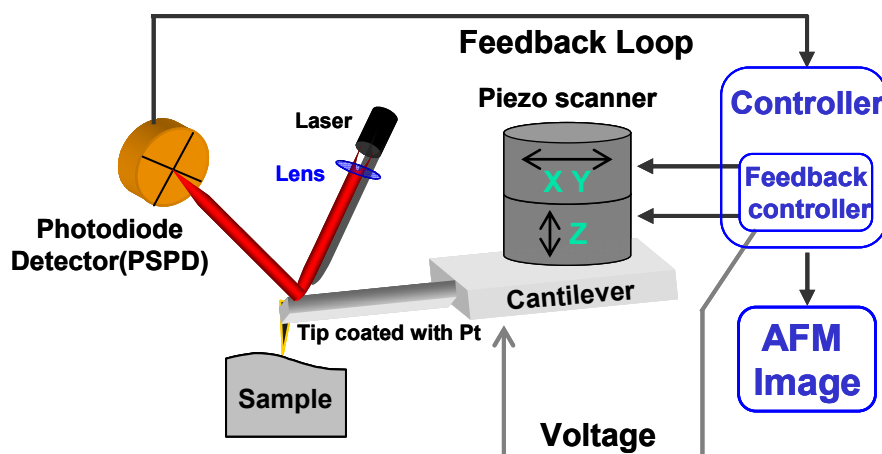 Feedback Loop
Piezo scanner
Controller
Laser
Lens
X Y
Feedback
controller
Z
Photodiode
Detector(PSPD)
Cantilever
Tip coated with Pt
AFM
Image
Sample
Voltage